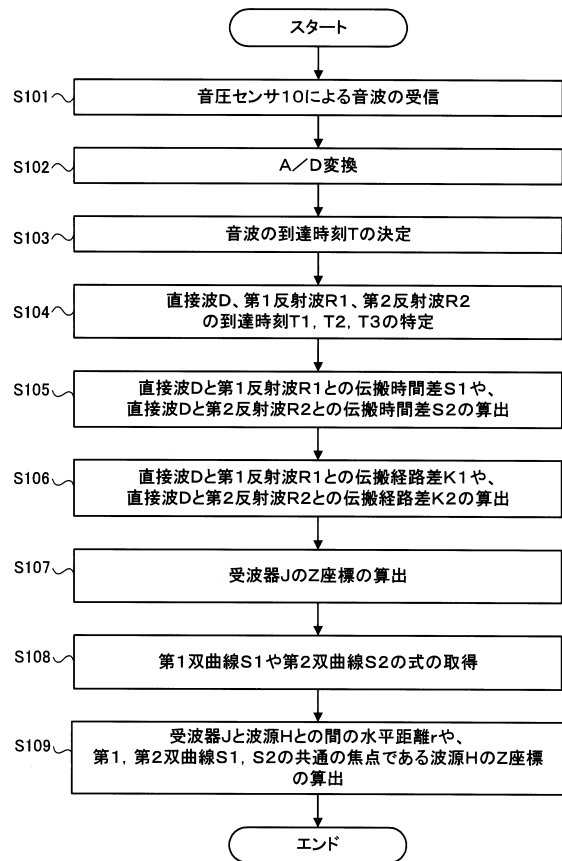 スタート
S101
音圧センサ10による音波の受信
S102
A/D変換
S103
音波の到達時刻Tの決定
S104
直接波D、第1反射波R1、第2反射波R2
の到達時刻T1, T2, T3の特定
S105
直接波Dと第1反射波R1との伝搬時間差S1や、
直接波Dと第2反射波R2との伝搬時間差S2の算出
S106
直接波Dと第1反射波R1との伝搬経路差K1や、
直接波Dと第2反射波R2との伝搬経路差K2の算出
S107
受波器JのZ座標の算出
S108
第1双曲線S1や第2双曲線S2の式の取得
S109
受波器Jと波源Hとの間の水平距離rや、
第1, 第2双曲線S1, S2の共通の焦点である波源HのZ座標
の算出
エンド